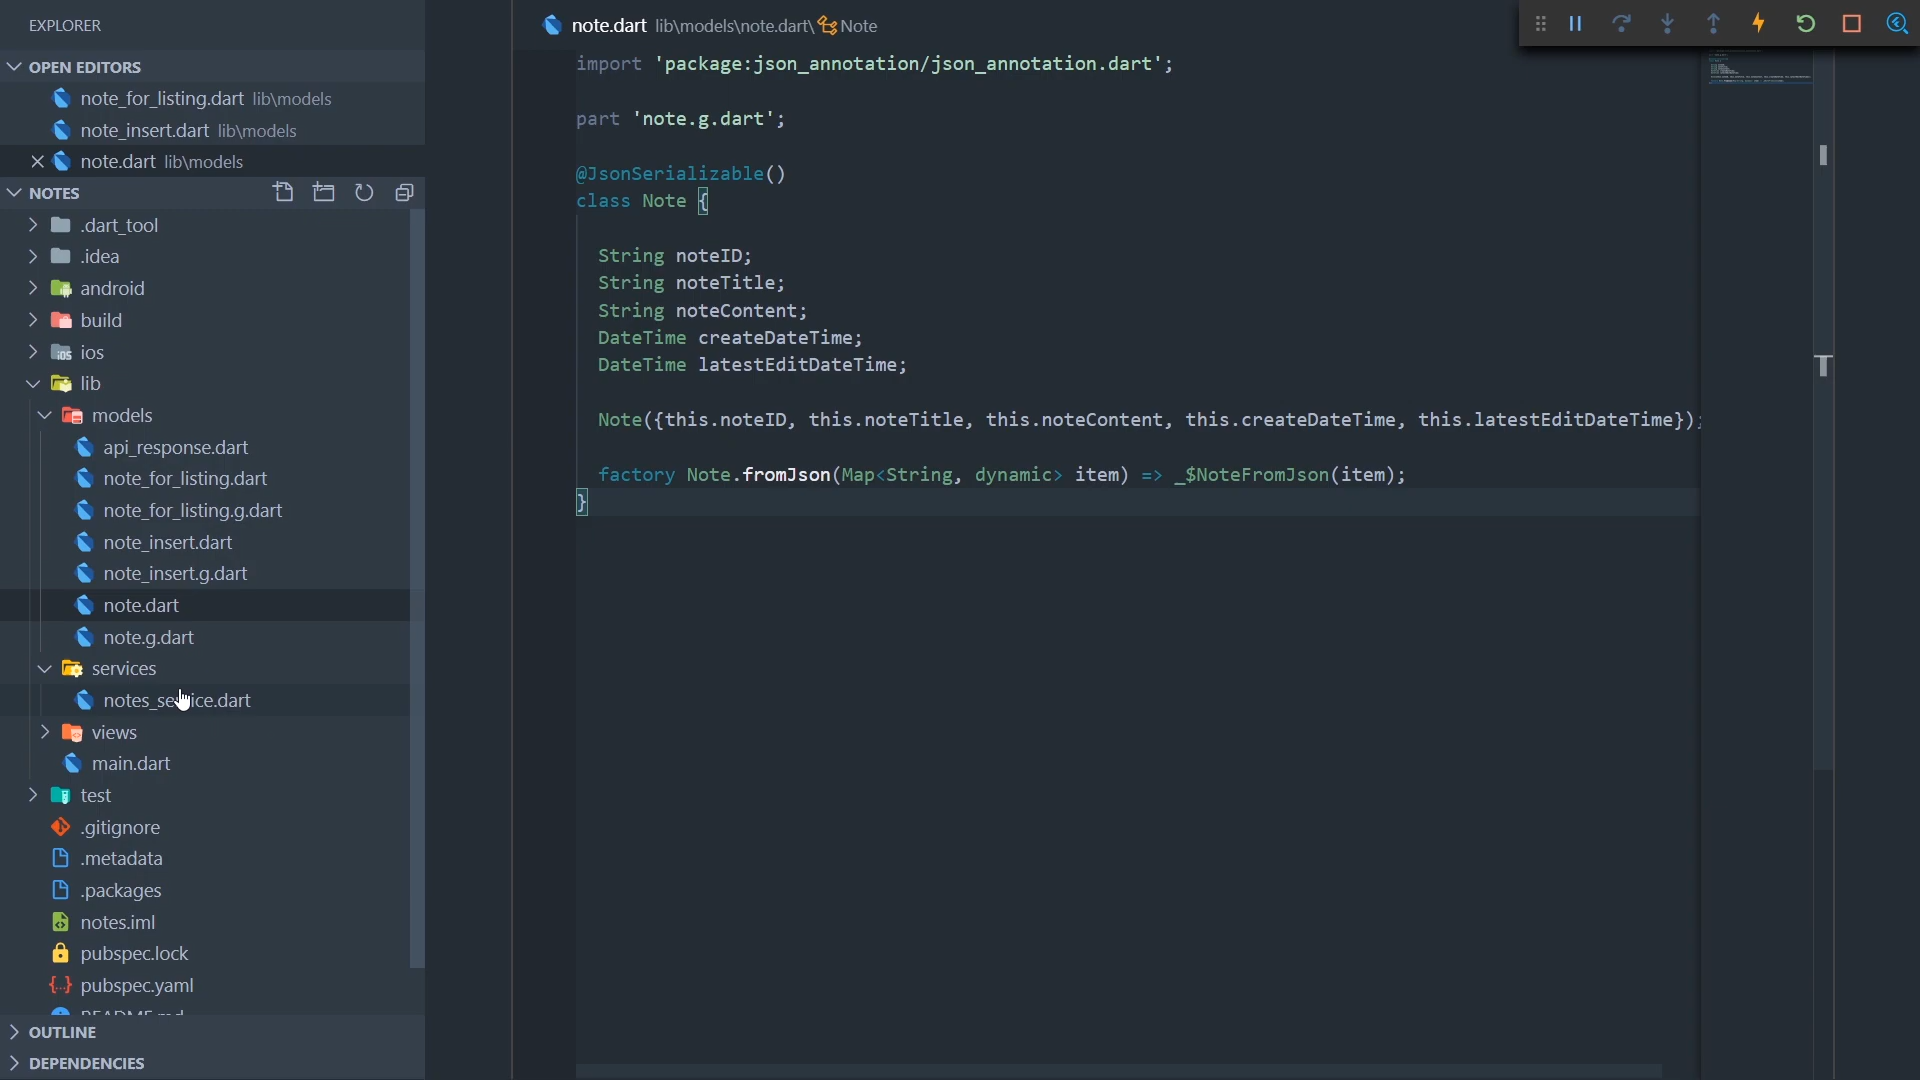 EXPLORER
OPEN EDITORS
note_for_listing.dart lib\models
note_insert.dart lib\models
note.dart lib\models
NOTES
.dart_tool
.idea
android
build
ios
lib
models
api_response.dart
note_for_listing.dart
note_for_listing.g.dart
note_insert.dart
note_insert.g.dart
note.dart
note.g.dart
services
notes_service.dart
views
main.dart
test
.gitignore
.metadata
.packages
notes.iml
pubspec.lock
pubspec.yaml
README.md
OUTLINE
DEPENDENCIES
note.dart lib\models\note.dart\ Note
import 'package:json_annotation/json_annotation.dart';
part 'note.g.dart';
@JsonSerializable()
class Note {
String noteID;
String noteTitle;
String noteContent;
DateTime createDateTime;
DateTime latestEditDateTime;
Note({this.noteID, this.noteTitle, this.noteContent, this.createDateTime, this.latestEditDateTime});
factory Note.fromJson(Map<String, dynamic> item) => _$NoteFromJson(item);
}